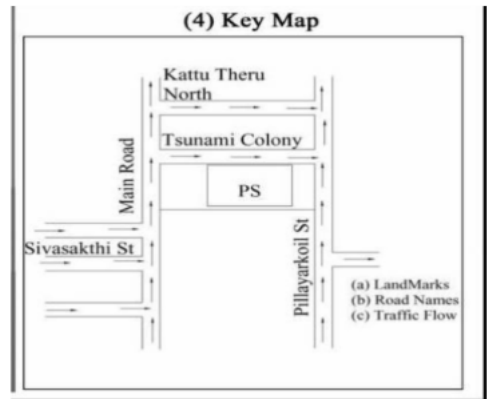 (4) Key Map
Kattu Theru
North
Tsunami Colony
Main Road
PS
Sivasakthi St
Pillayarkoil St
(a) LandMarks
(b) Road Names
(c) Traffic Flow